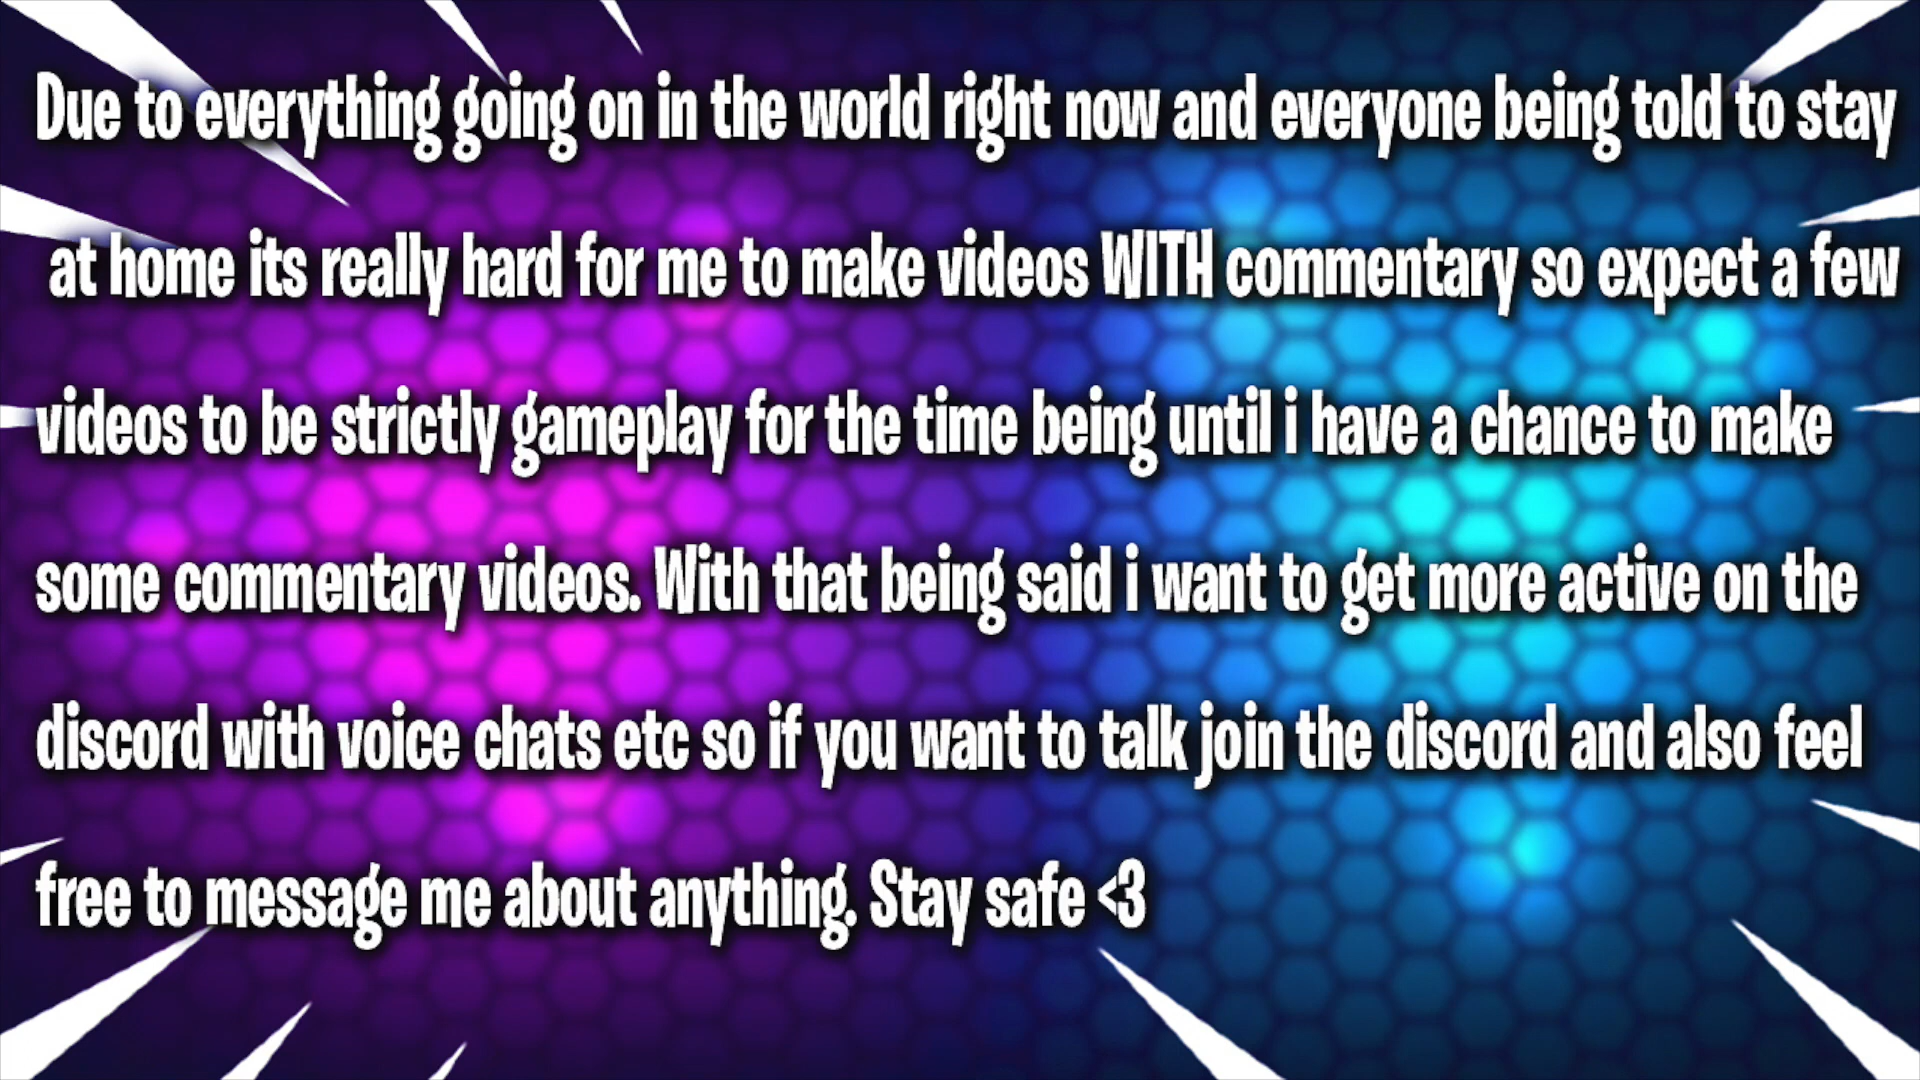 Due to everything going on in the world right now and everyone being told to stay
at home its really hard for me to make videos WITH commentary so expect a few
videos to be strictly gameplay for the time being until i have a chance to make
some commentary videos. With that being said i want to get more active on the
discord with voice chats etc so if you want to talk join the discord and also feel
free to message me about anything. Stay safe <3